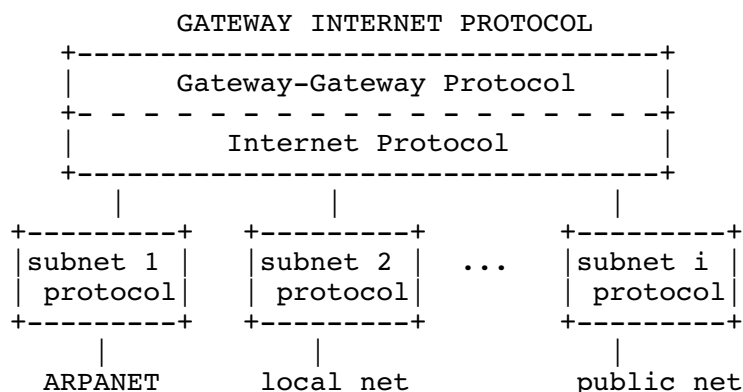 GATEWAY INTERNET PROTOCOL
Gateway-Gateway Protocol
Internet Protocol
subnet 1 subnet 2 ... subnet i
protocol protocol protocol
ARPANET local net public net